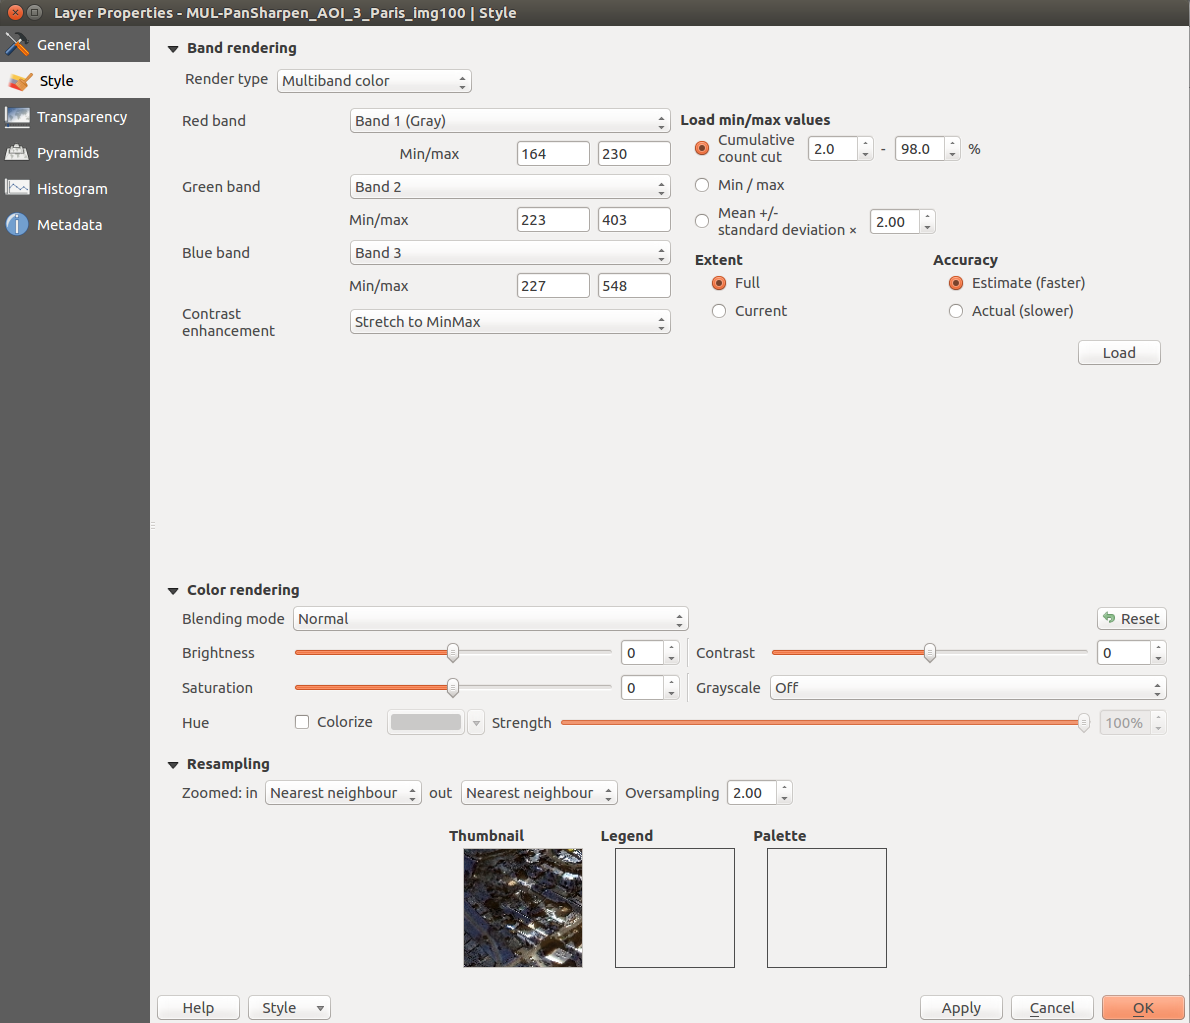 Layer Properties - MUL-PanSharpen_AOI_3_Paris_img100 | Style
General
Style
Transparency
Pyramids
Histogram
Metadata
Band rendering
Render type Multiband color
Red band Band 1 (Gray)
Min/max 164 230
Green band Band 2
Min/max 223 403
Blue band Band 3
Min/max 227 548
Contrast
enhancement Stretch to MinMax
Load min/max values
Cumulative
count cut 2.0 - 98.0 %
Min / max
Mean +/-
standard deviation × 2.00
Extent
Full
Current
Accuracy
Estimate (faster)
Actual (slower)
Load
Color rendering
Blending mode Normal Reset
Brightness 0 Contrast 0
Saturation 0 Grayscale Off
Hue Colorize Strength 100%
Resampling
Zoomed: in Nearest neighbour out Nearest neighbour Oversampling 2.00
Thumbnail Legend Palette
Help Style Apply Cancel OK